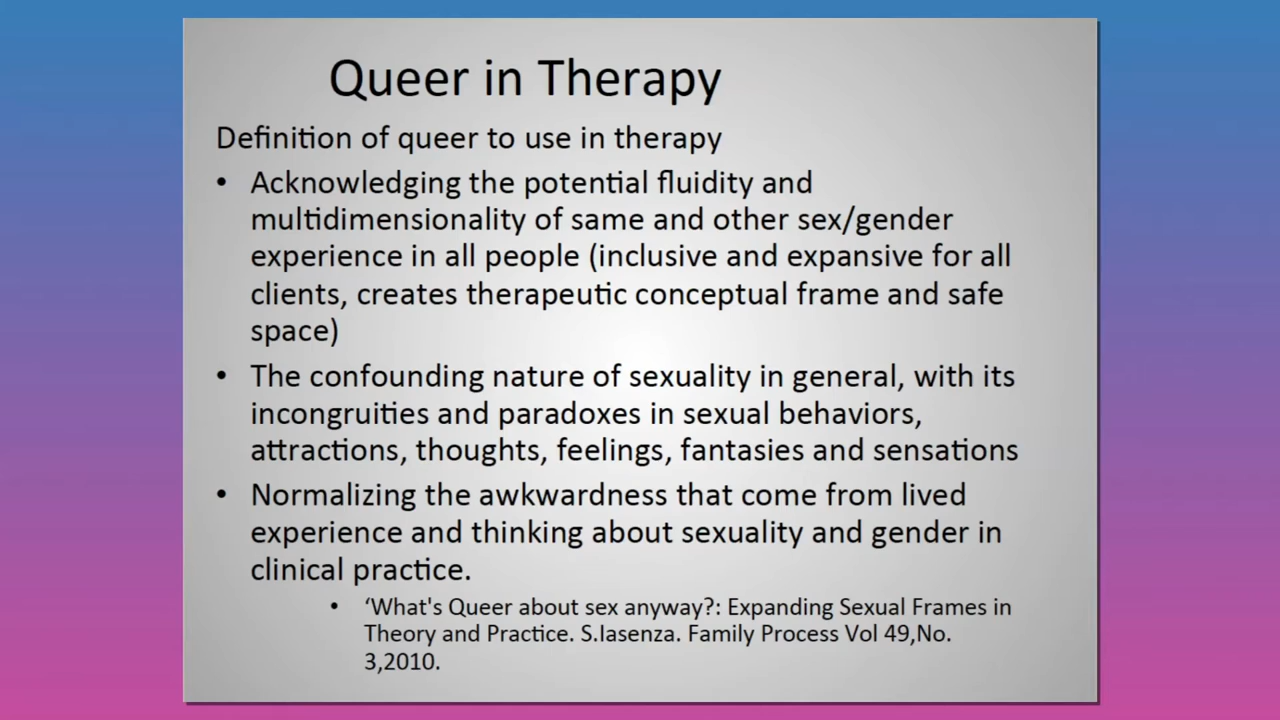 Queer in Therapy
Definition of queer to use in therapy
• Acknowledging the potential fluidity and
multidimensionality of same and other sex/gender
experience in all people (inclusive and expansive for all
clients, creates therapeutic conceptual frame and safe
space)
• The confounding nature of sexuality in general, with its
incongruities and paradoxes in sexual behaviors,
attractions, thoughts, feelings, fantasies and sensations
• Normalizing the awkwardness that come from lived
experience and thinking about sexuality and gender in
clinical practice.
• ‘What's Queer about sex anyway?: Expanding Sexual Frames in
Theory and Practice. S.Iasenza. Family Process Vol 49,No.
3,2010.